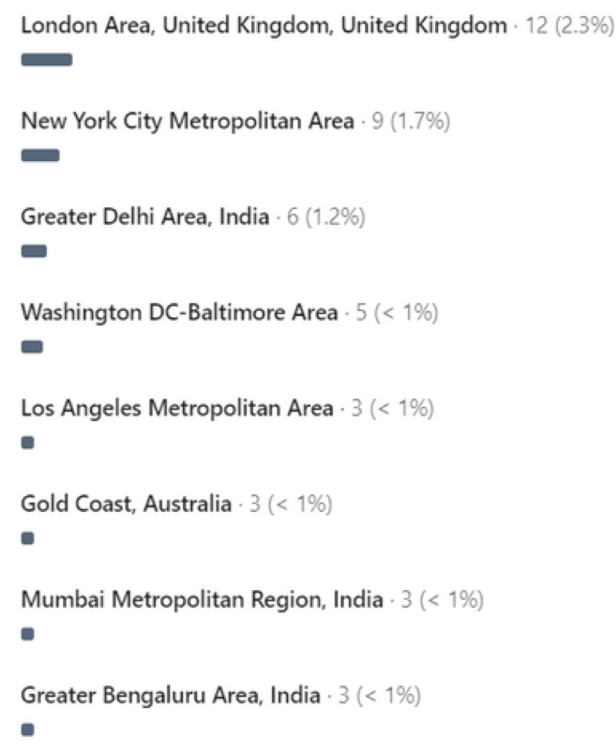 London Area, United Kingdom, United Kingdom · 12 (2.3%)
New York City Metropolitan Area · 9 (1.7%)
Greater Delhi Area, India · 6 (1.2%)
Washington DC-Baltimore Area · 5 (< 1%)
Los Angeles Metropolitan Area · 3 (< 1%)
Gold Coast, Australia · 3 (< 1%)
Mumbai Metropolitan Region, India · 3 (< 1%)
Greater Bengaluru Area, India · 3 (< 1%)